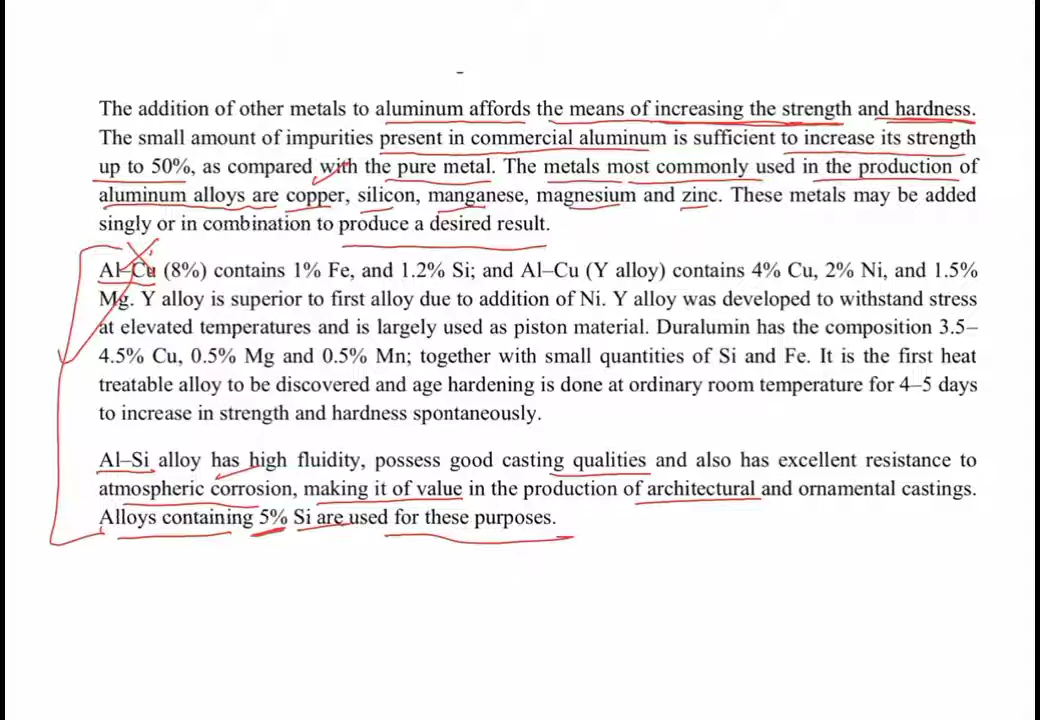 The addition of other metals to aluminum affords the means of increasing the strength and hardness.
The small amount of impurities present in commercial aluminum is sufficient to increase its strength
up to 50%, as compared with the pure metal. The metals most commonly used in the production of
aluminum alloys are copper, silicon, manganese, magnesium and zinc. These metals may be added
singly or in combination to produce a desired result.
Al–Cu (8%) contains 1% Fe, and 1.2% Si; and Al–Cu (Y alloy) contains 4% Cu, 2% Ni, and 1.5%
Mg. Y alloy is superior to first alloy due to addition of Ni. Y alloy was developed to withstand stress
at elevated temperatures and is largely used as piston material. Duralumin has the composition 3.5–
4.5% Cu, 0.5% Mg and 0.5% Mn; together with small quantities of Si and Fe. It is the first heat
treatable alloy to be discovered and age hardening is done at ordinary room temperature for 4–5 days
to increase in strength and hardness spontaneously.
Al–Si alloy has high fluidity, possess good casting qualities and also has excellent resistance to
atmospheric corrosion, making it of value in the production of architectural and ornamental castings.
Alloys containing 5% Si are used for these purposes.